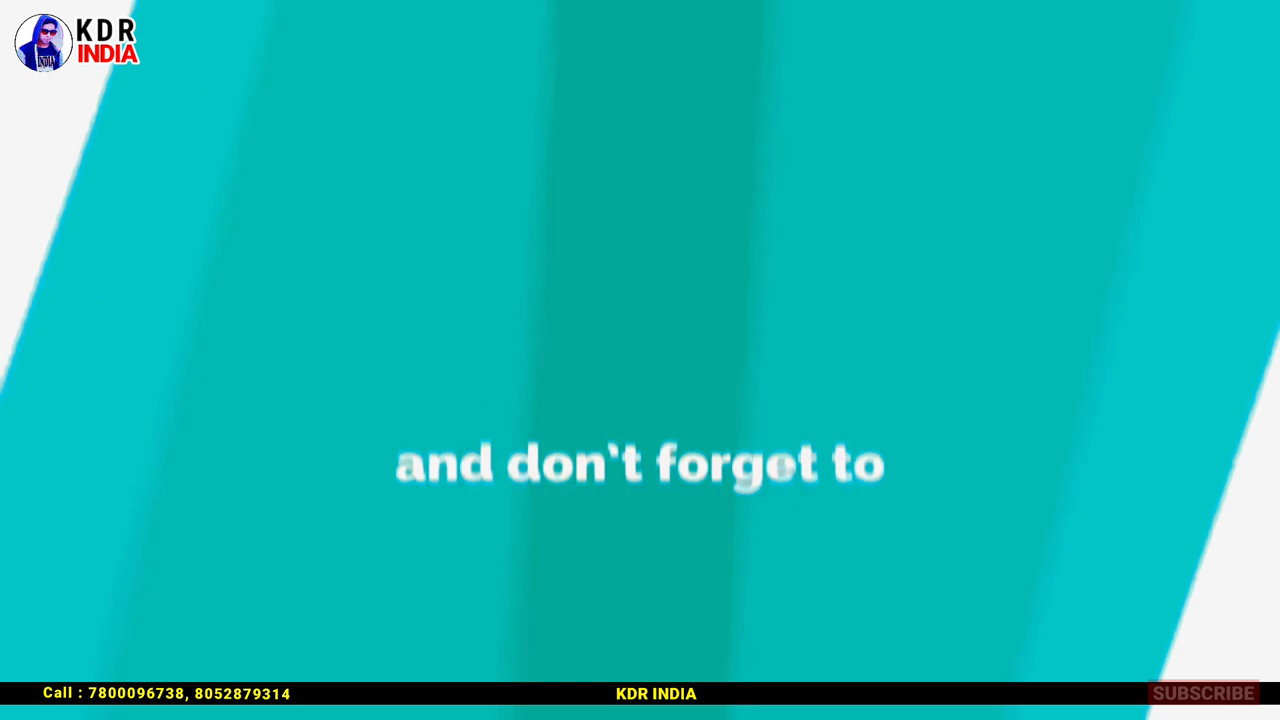 KDR
INDIA
and don't forget to
Call : 7800096738, 8052879314
KDR INDIA
SUBSCRIBE